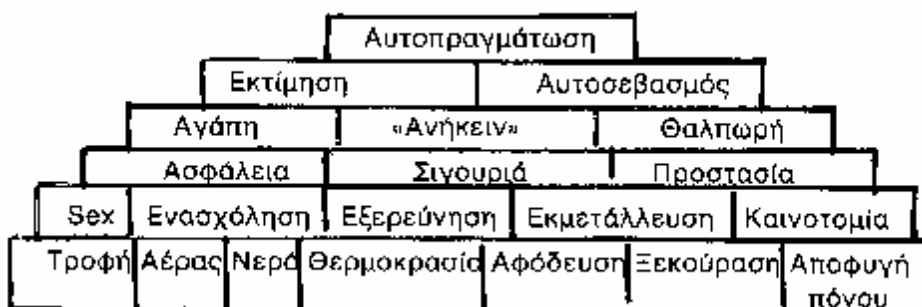 Αυτοπραγμάτωση
Εκτίμηση Αυτοσεβασμός
Αγάπη «Ανήκειν» Θαλπωρή
Ασφάλεια Σιγουριά Προστασία
Sex Ενασχόληση Εξερεύνηση Εκμετάλλευση Καινοτομία
Τροφή Αέρας Νερό Θερμοκρασία Αφόδευση Ξεκούραση Αποφυγή
πόνου